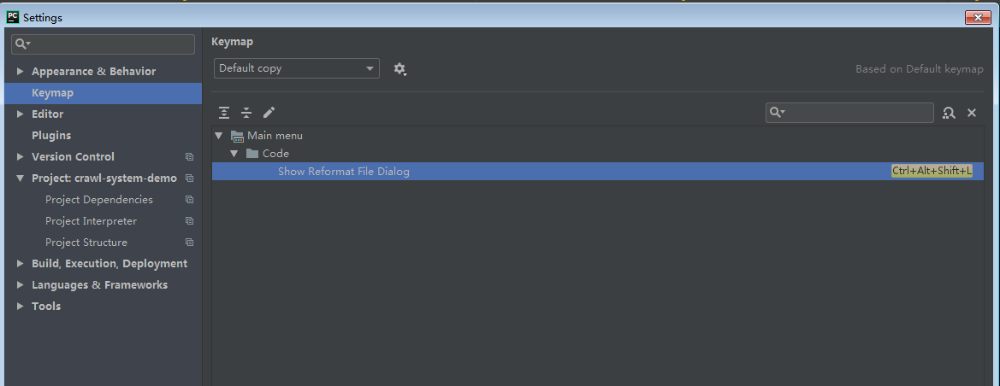 PC Settings
Appearance & Behavior
Keymap
Editor
Plugins
Version Control
Project: crawl-system-demo
Project Dependencies
Project Interpreter
Project Structure
Build, Execution, Deployment
Languages & Frameworks
Tools
Keymap
Default copy
Based on Default keymap
Main menu
Code
Show Reformat File Dialog Ctrl+Alt+Shift+L